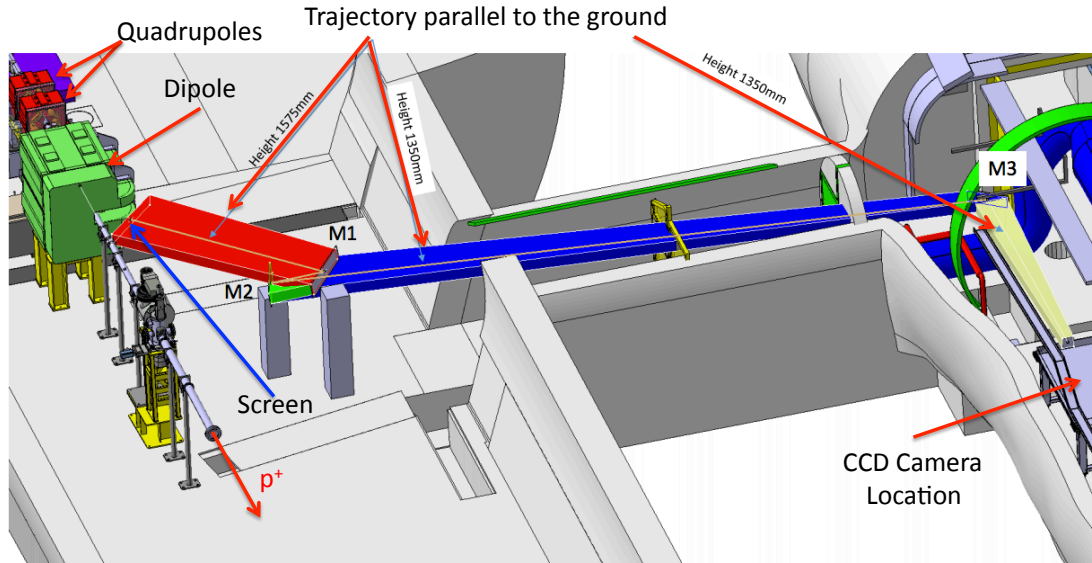 Trajectory parallel to the ground
Quadrupoles
Dipole
Height 1575mm
Height 1350mm
Height 1350mm
M3
M1
M2
Screen
p+
CCD Camera
Location